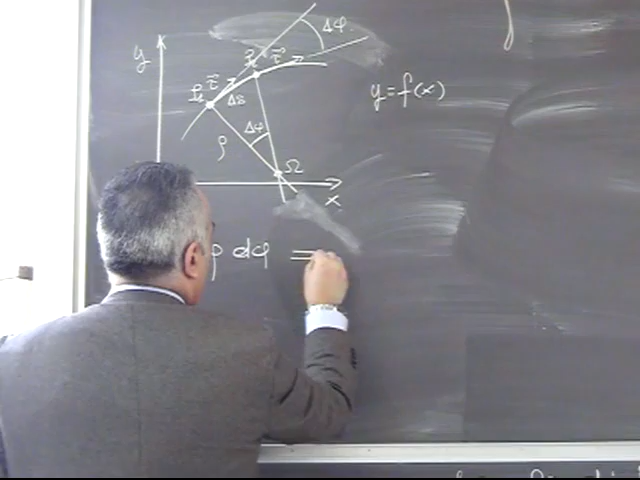 Δφ
y
τ⃗
τ⃗
Δs
y=f(x)
Δφ
ρ
Ω
x
ρ dφ =